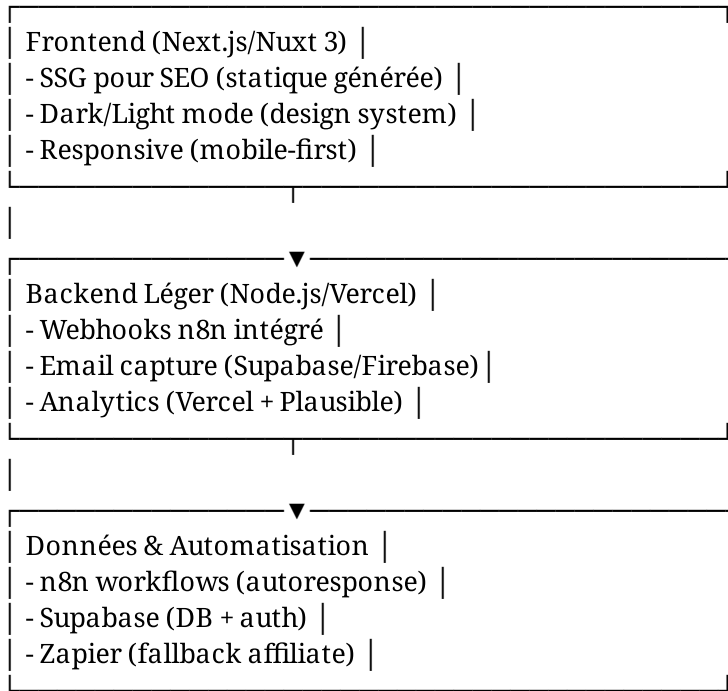 Frontend (Next.js/Nuxt 3)
- SSG pour SEO (statique générée)
- Dark/Light mode (design system)
- Responsive (mobile-first)
▼
Backend Léger (Node.js/Vercel)
- Webhooks n8n intégré
- Email capture (Supabase/Firebase)
- Analytics (Vercel + Plausible)
▼
Données & Automatisation
- n8n workflows (autoresponse)
- Supabase (DB + auth)
- Zapier (fallback affiliate)